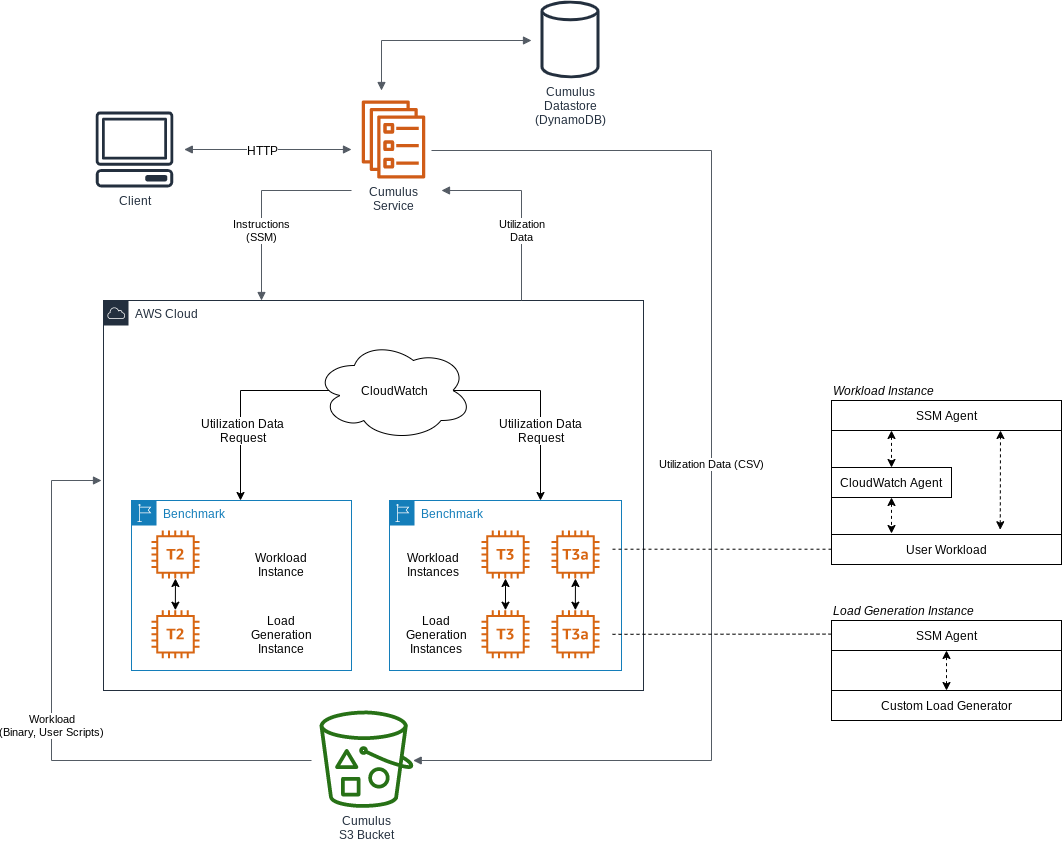 Cumulus
Datastore
(DynamoDB)
HTTP
Client
Cumulus
Service
Instructions
(SSM)
Utilization
Data
AWS Cloud
CloudWatch
Utilization Data
Request
Utilization Data
Request
Utilization Data (CSV)
Benchmark
T2
Workload
Instance
T2
Load
Generation
Instance
Benchmark
Workload
Instances
T3
T3a
Load
Generation
Instances
T3
T3a
Workload Instance
SSM Agent
CloudWatch Agent
User Workload
Load Generation Instance
SSM Agent
Custom Load Generator
Workload
(Binary, User Scripts)
Cumulus
S3 Bucket